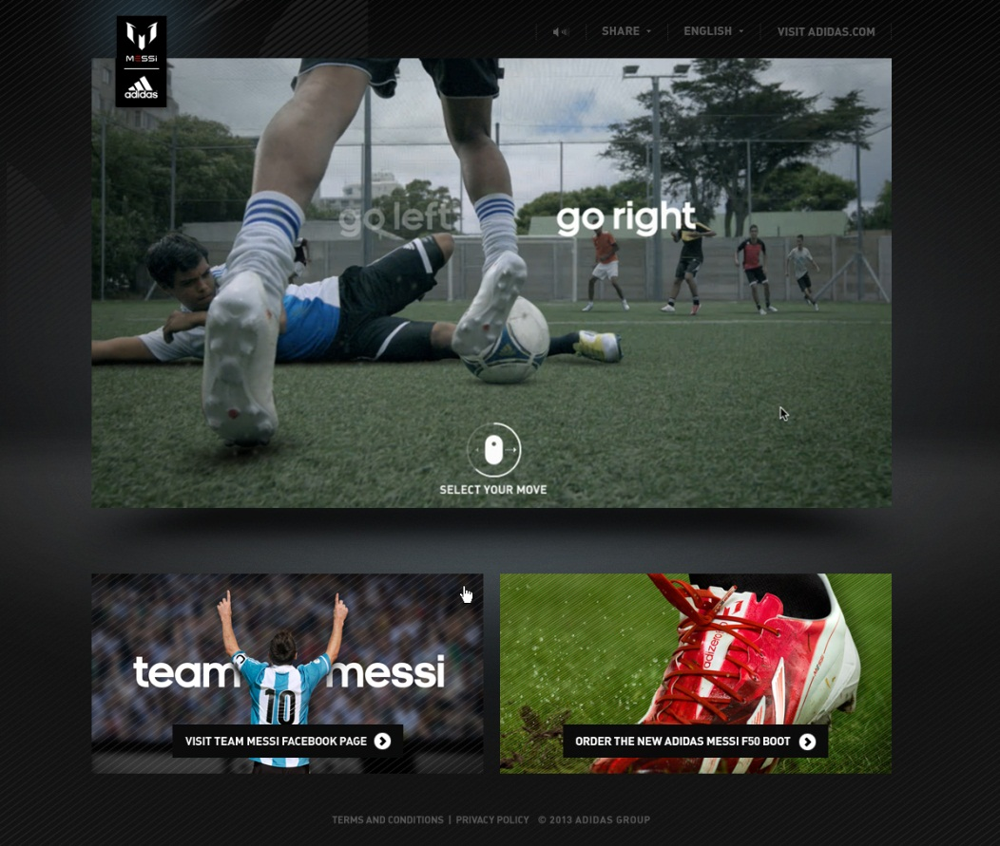 MESSI
adidas
SHARE
ENGLISH
VISIT ADIDAS.COM
go left
go right
SELECT YOUR MOVE
team messi
10
VISIT TEAM MESSI FACEBOOK PAGE
adizero
ORDER THE NEW ADIDAS MESSI F50 BOOT
TERMS AND CONDITIONS | PRIVACY POLICY © 2013 ADIDAS GROUP